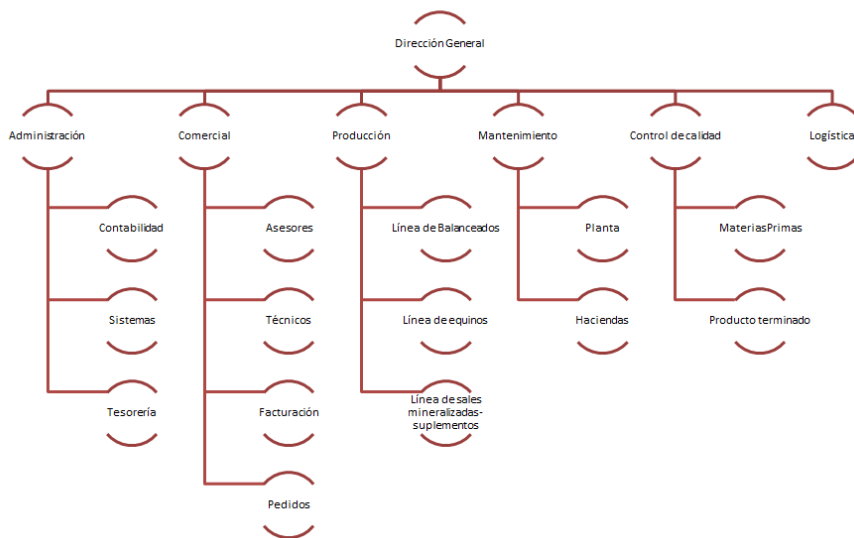 Dirección General
Administración
Comercial
Producción
Mantenimiento
Control de calidad
Logística
Contabilidad
Asesores
Línea de Balanceados
Planta
Materias Primas
Sistemas
Técnicos
Línea de equinos
Haciendas
Producto terminado
Tesorería
Facturación
Línea de sales
mineralizadas-
suplementos
Pedidos